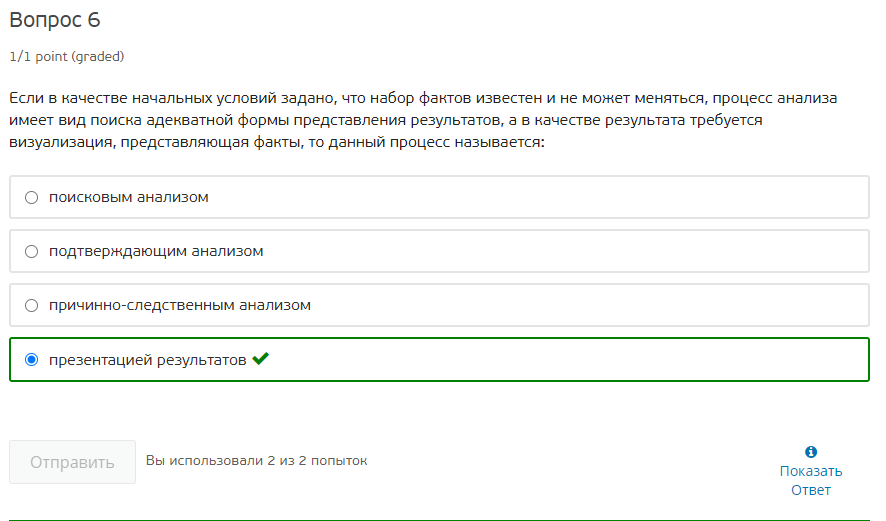 Вопрос 6
1/1 point (graded)
Если в качестве начальных условий задано, что набор фактов известен и не может меняться, процесс анализа
имеет вид поиска адекватной формы представления результатов, а в качестве результата требуется
визуализация, представляющая факты, то данный процесс называется:
поисковым анализом
подтверждающим анализом
причинно-следственным анализом
презентацией результатов
Отправить
Вы использовали 2 из 2 попыток
Показать
Ответ